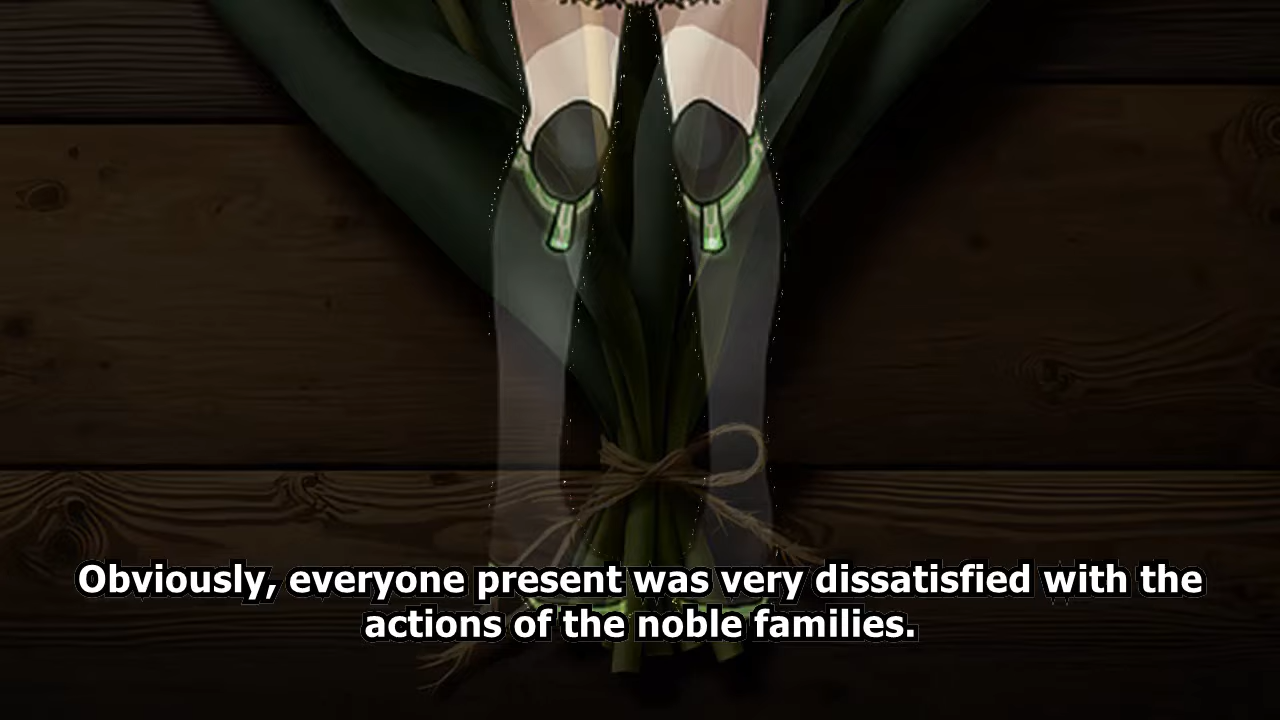 Obviously, everyone present was very dissatisfied with the
actions of the noble families.